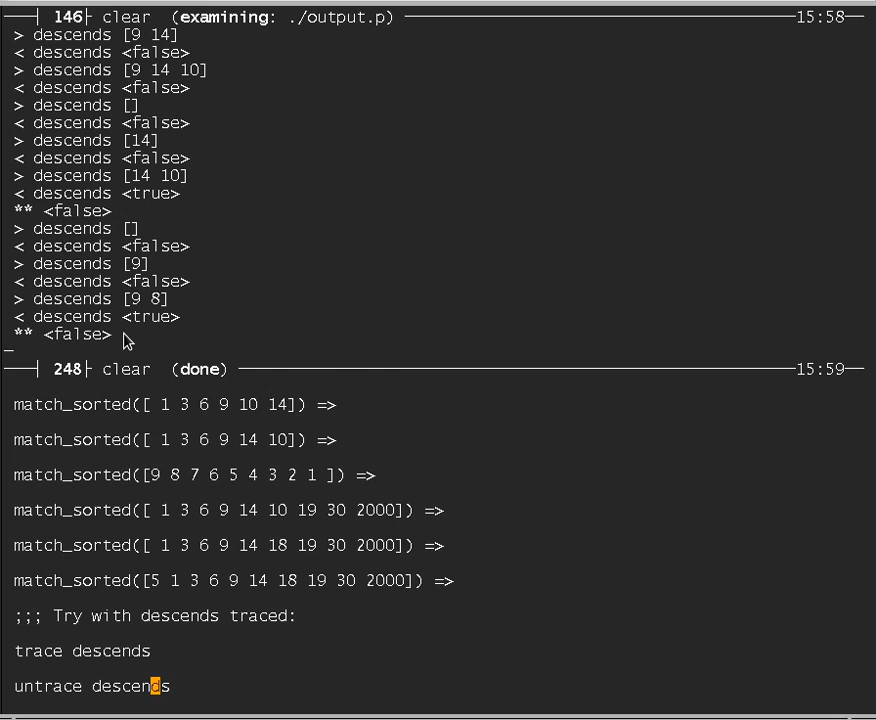 146 clear (examining: ./output.p) 15:58
> descends [9 14]
< descends <false>
> descends [9 14 10]
< descends <false>
> descends []
< descends <false>
> descends [14]
< descends <false>
> descends [14 10]
< descends <true>
** <false>
> descends []
< descends <false>
> descends [9]
< descends <false>
> descends [9 8]
< descends <true>
** <false>
248 clear (done) 15:59
match_sorted([ 1 3 6 9 10 14]) =>
match_sorted([ 1 3 6 9 14 10]) =>
match_sorted([9 8 7 6 5 4 3 2 1 ]) =>
match_sorted([ 1 3 6 9 14 10 19 30 2000]) =>
match_sorted([ 1 3 6 9 14 18 19 30 2000]) =>
match_sorted([5 1 3 6 9 14 18 19 30 2000]) =>
;;; Try with descends traced:
trace descends
untrace descends